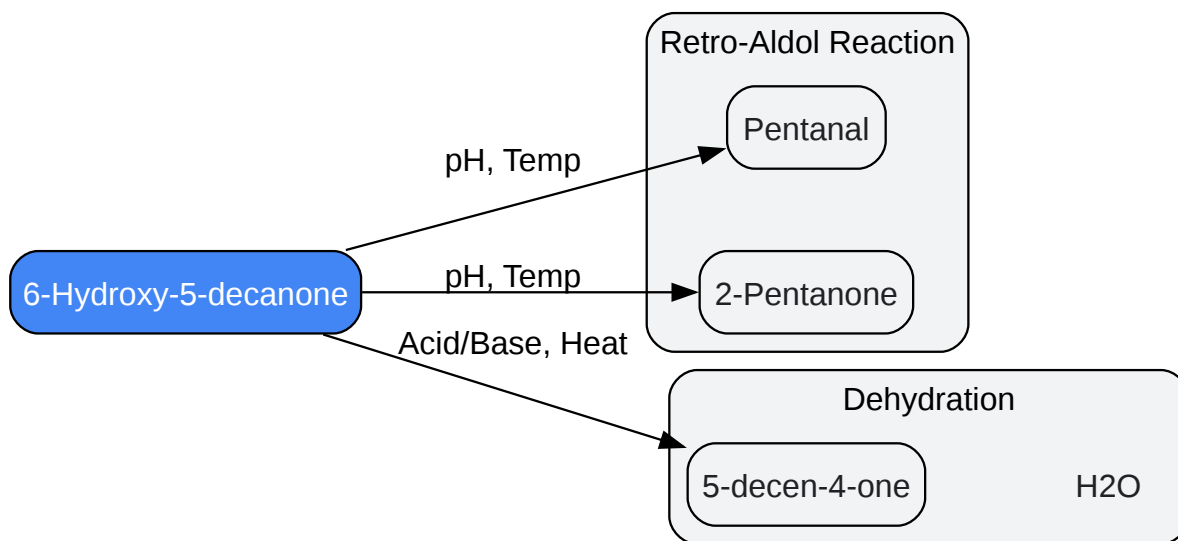 Retro-Aldol Reaction
Pentanal
pH, Temp
6-Hydroxy-5-decanone
pH, Temp
2-Pentanone
Acid/Base, Heat
Dehydration
5-decen-4-one
H2O